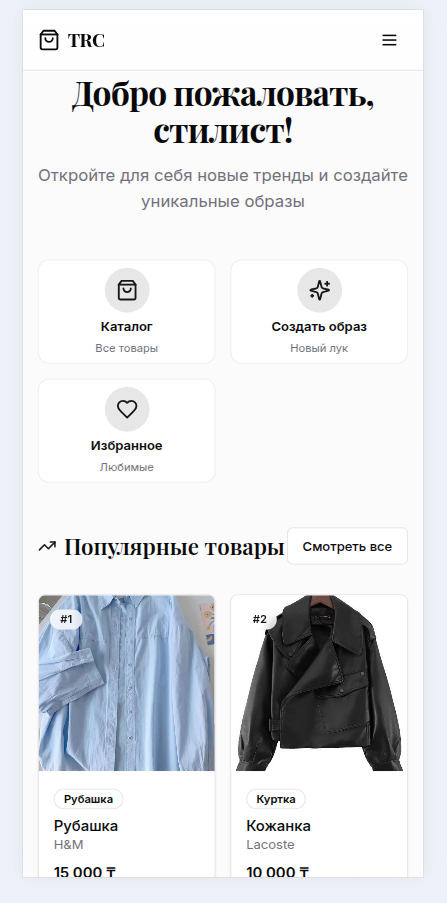 TRC
Добро пожаловать,
стилист!
Откройте для себя новые тренды и создайте
уникальные образы
Каталог
Все товары
Создать образ
Новый лук
Избранное
Любимые
Популярные товары
Смотреть все
#1
#2
Рубашка
Рубашка
H&M
15 000 ₸
Куртка
Кожанка
Lacoste
10 000 ₸